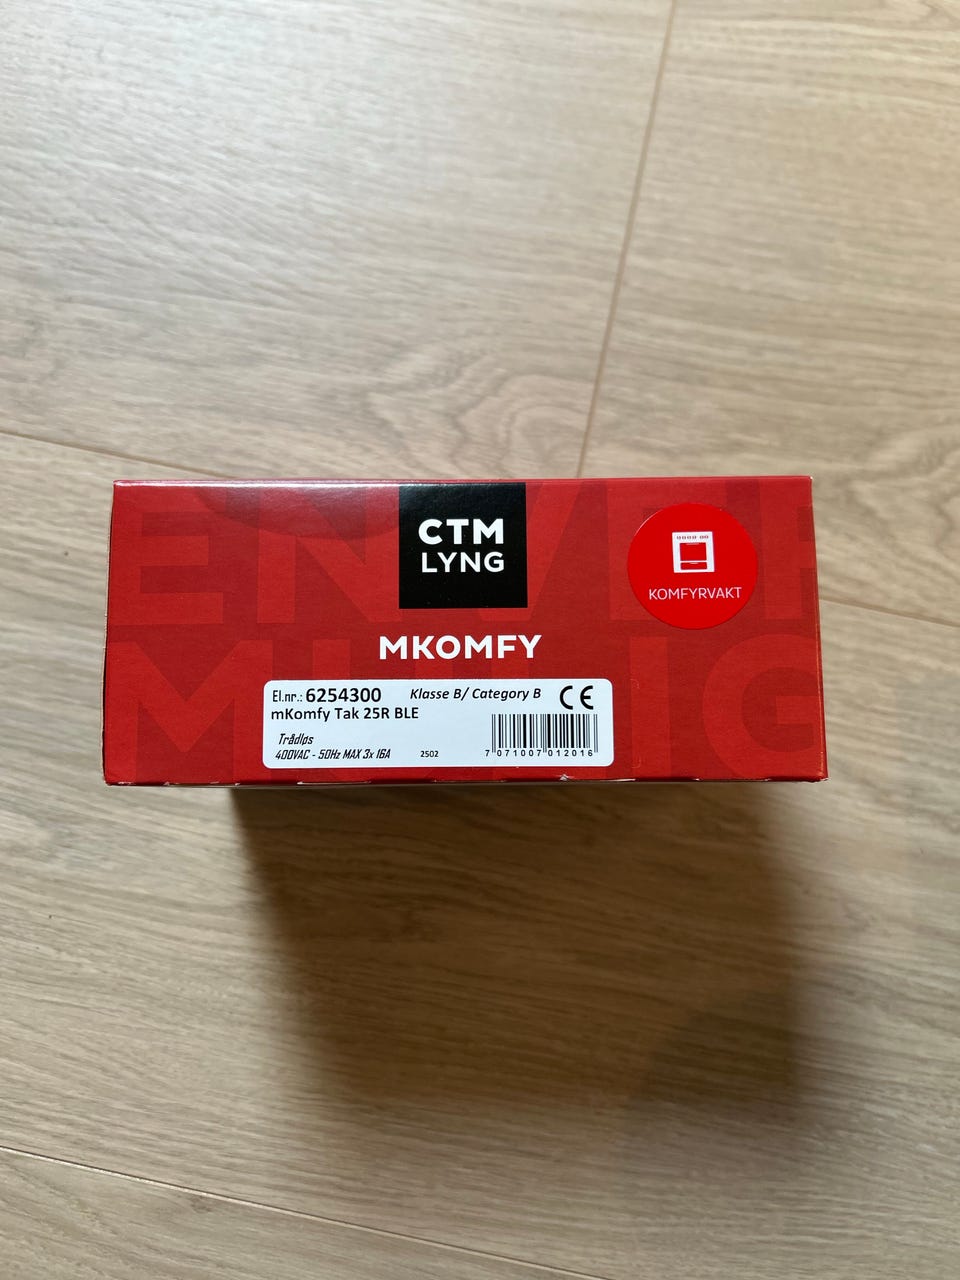 CTM
LYNG
KOMFYRVAKT
MKOMFY
El.nr.: 6254300 Klasse B/ Category B CE
mKomfy Tak 25R BLE
Trådløs
400VAC - 50Hz MAX 3x 16A 2502 7 071007 012016